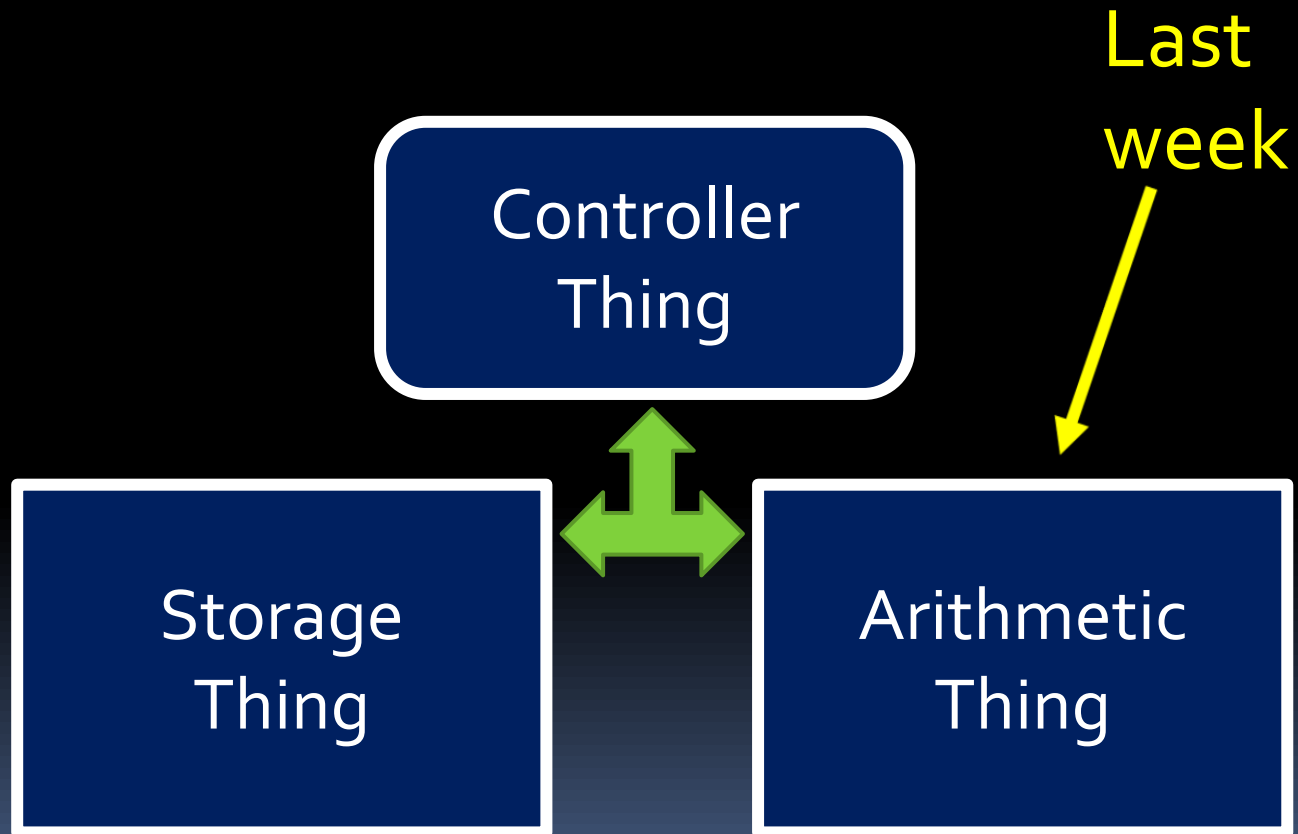 Last
week
Controller
Thing
Storage
Thing
Arithmetic
Thing